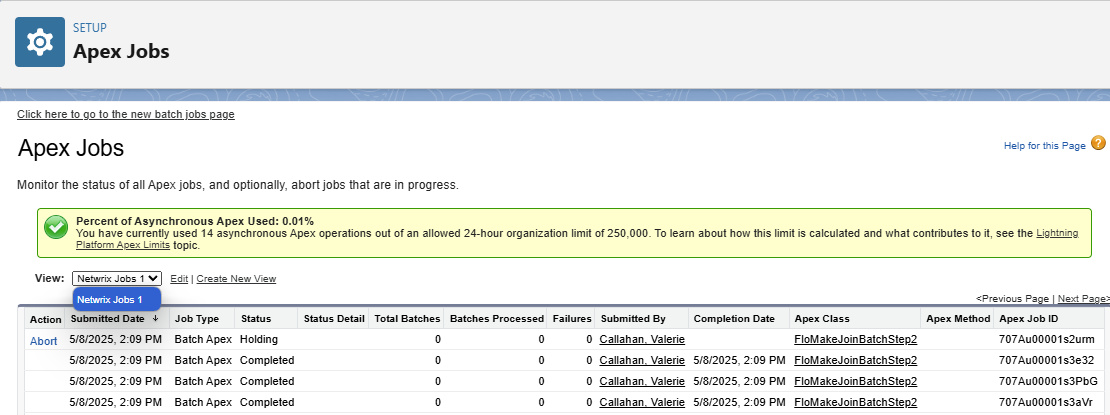 SETUP
Apex Jobs
Click here to go to the new batch jobs page
Apex Jobs
Help for this Page ?
Monitor the status of all Apex jobs, and optionally, abort jobs that are in progress.
Percent of Asynchronous Apex Used: 0.01%
You have currently used 14 asynchronous Apex operations out of an allowed 24-hour organization limit of 250,000. To learn about how this limit is calculated and what contributes to it, see the Lightning
Platform Apex Limits topic.
View: Netwrix Jobs 1 Edit | Create New View
Netwrix Jobs 1
<Previous Page | Next Page>
Action Submitted Date ↓ Job Type Status Status Detail Total Batches Batches Processed Failures Submitted By Completion Date Apex Class Apex Method Apex Job ID
Abort 5/8/2025, 2:09 PM Batch Apex Holding 0 0 0 Callahan, Valerie FloMakeJoinBatchStep2 707Au00001s2urm
5/8/2025, 2:09 PM Batch Apex Completed 0 0 0 Callahan, Valerie 5/8/2025, 2:09 PM FloMakeJoinBatchStep2 707Au00001s3e32
5/8/2025, 2:09 PM Batch Apex Completed 0 0 0 Callahan, Valerie 5/8/2025, 2:09 PM FloMakeJoinBatchStep2 707Au00001s3PbG
5/8/2025, 2:09 PM Batch Apex Completed 0 0 0 Callahan, Valerie 5/8/2025, 2:09 PM FloMakeJoinBatchStep2 707Au00001s3aVr